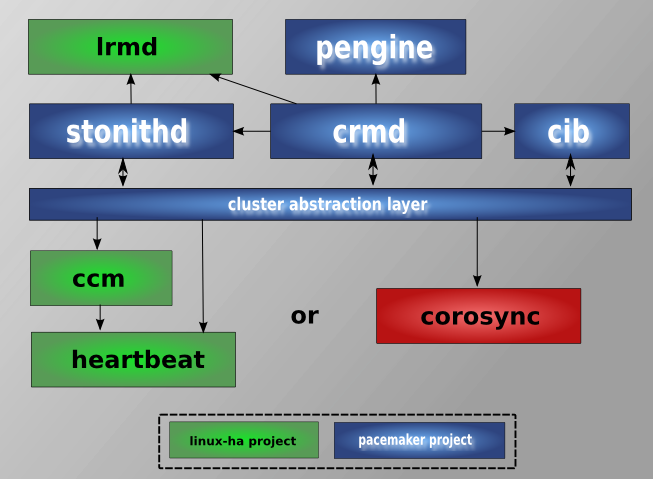 lrmd
pengine
stonithd
crmd
cib
cluster abstraction layer
ccm
or
corosync
heartbeat
linux-ha project
pacemaker project